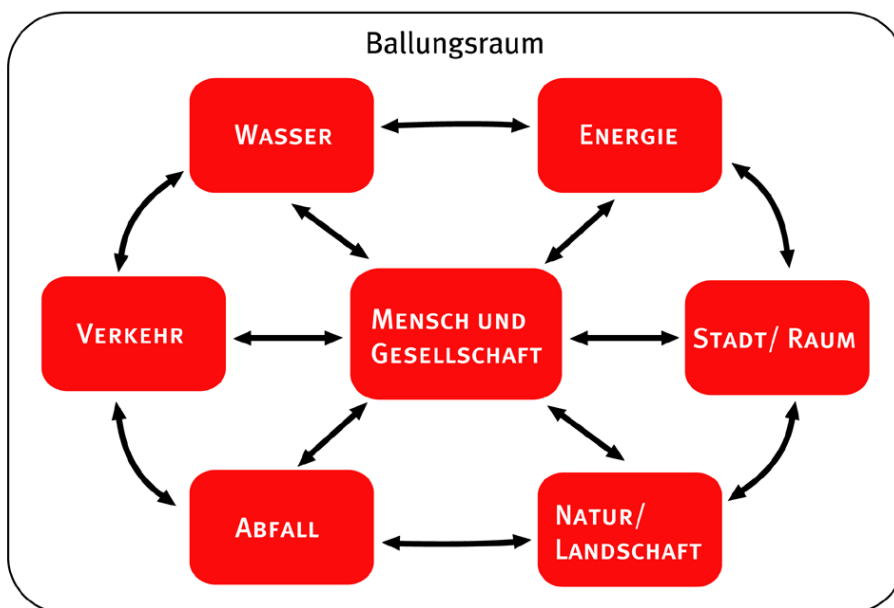 Ballungsraum
WASSER
ENERGIE
VERKEHR
MENSCH UND
GESELLSCHAFT
STADT/ RAUM
ABFALL
NATUR/
LANDSCHAFT